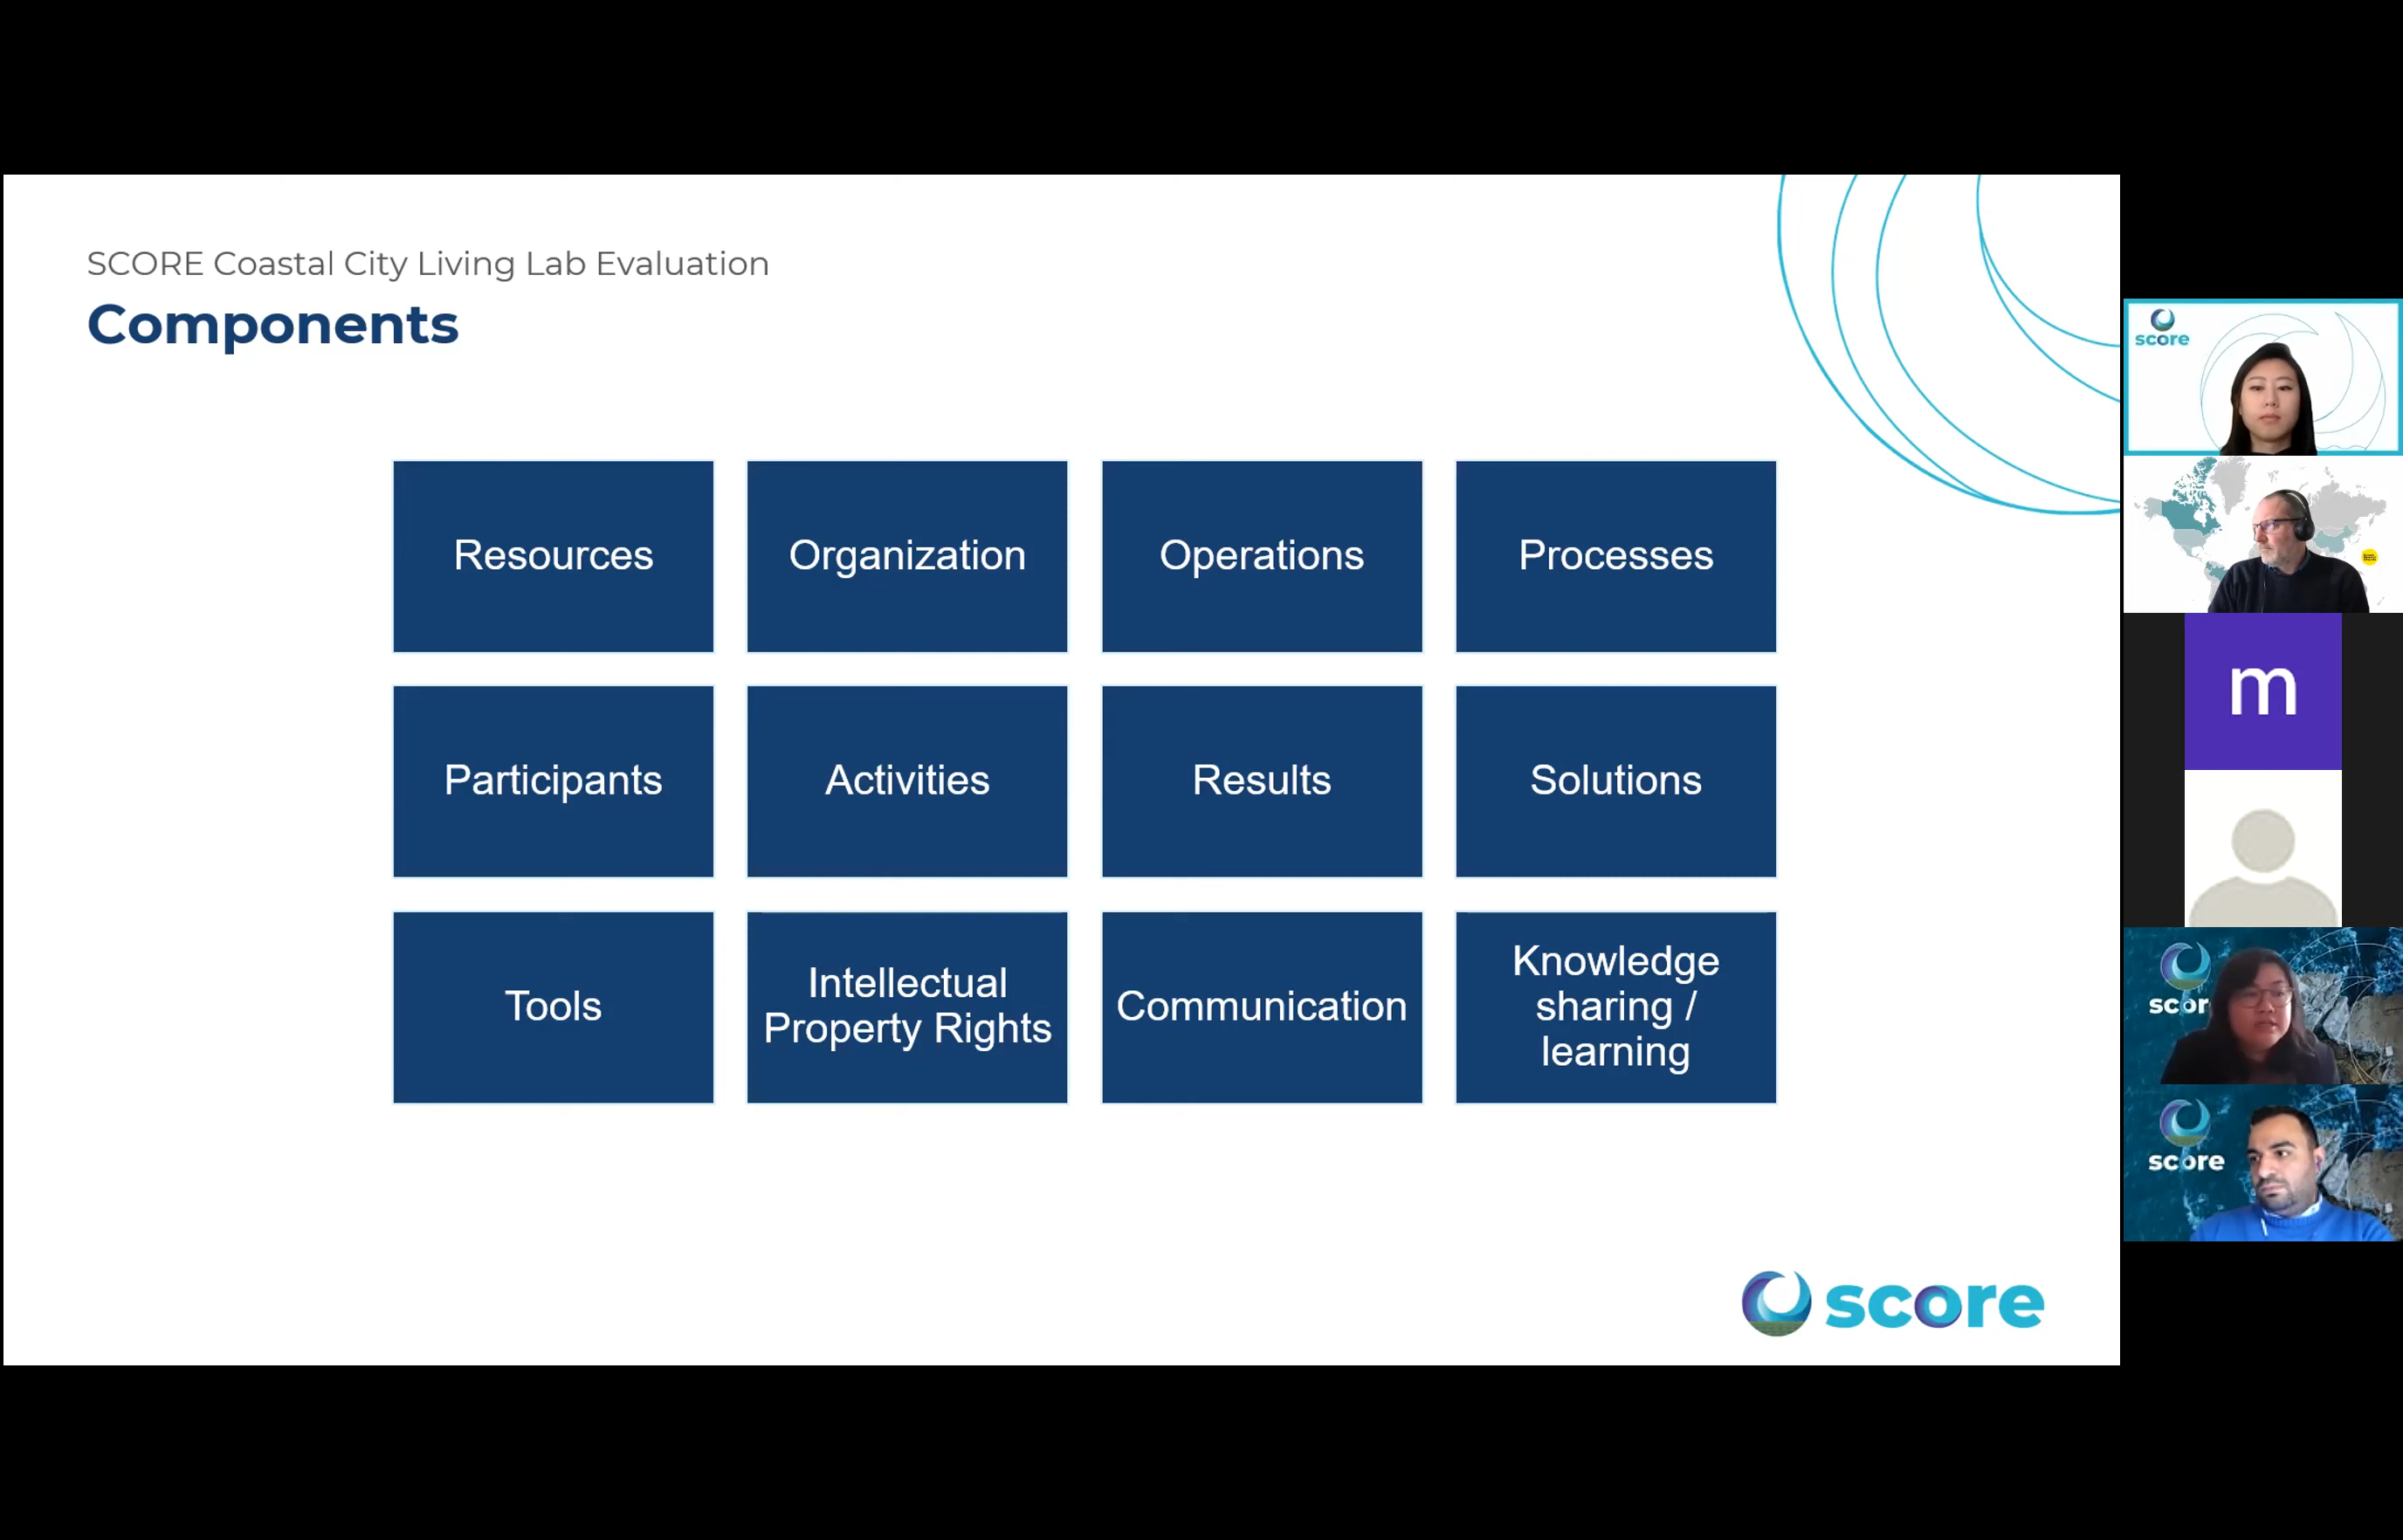 SCORE Coastal City Living Lab Evaluation
Components
Resources
Organization
Operations
Processes
Participants
Activities
Results
Solutions
Tools
Intellectual
Property Rights
Communication
Knowledge
sharing /
learning
score
score
m
scor
score